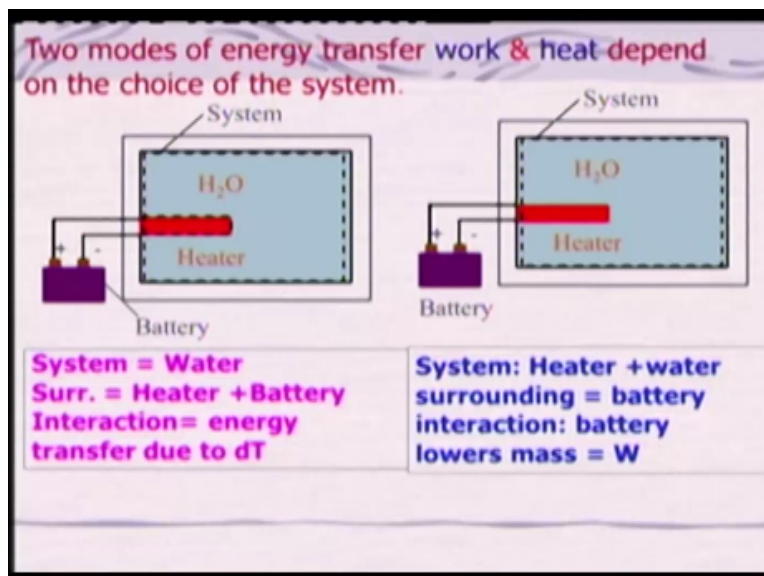 Two modes of energy transfer work & heat depend
on the choice of the system.
System
H₂O
Heater
+ -
Battery
System
H₂O
Heater
+ -
Battery
System = Water
Surr. = Heater +Battery
Interaction= energy
transfer due to dT
System: Heater +water
surrounding = battery
interaction: battery
lowers mass = W